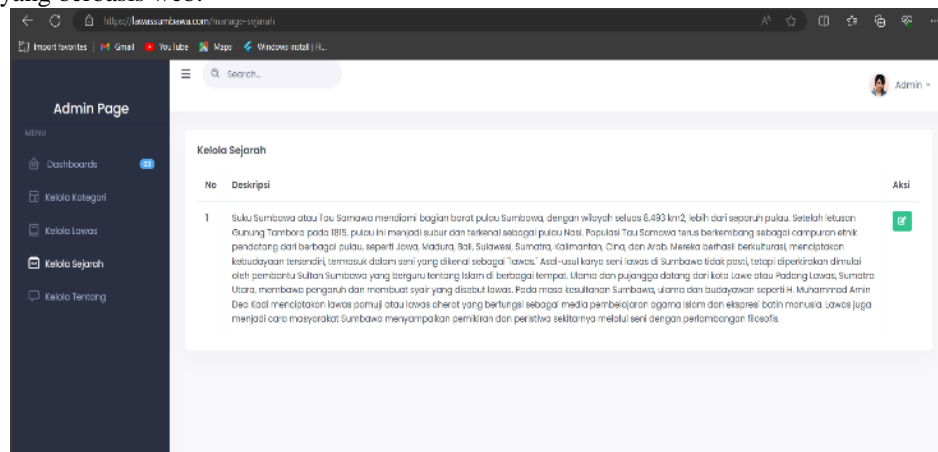 yang berbasis web.
https://lawassumbawa.com/manage-sejarah
Import favorites
Gmail
YouTube
Maps
Windows install | Fl...
Search...
Admin
Admin Page
MENU
Dashboards
Kelola Kategori
Kelola Lawas
Kelola Sejarah
Kelola Tentang
Kelola Sejarah
No Deskripsi Aksi
1 Suku Sumbawa atau Tau Samawa mendiami bagian barat pulau Sumbawa, dengan wilayah seluas 8.493 km2, lebih dari separuh pulau. Setelah letusan
Gunung Tambora pada 1815, pulau ini menjadi subur dan terkenal sebagai pulau Nasi. Populasi Tau Samawa terus berkembang sebagai campuran etnik
pendatang dari berbagai pulau, seperti Jawa, Madura, Bali, Sulawesi, Sumatra, Kalimantan, Cina, dan Arab. Mereka berhasil berkulturasi, menciptakan
kebudayaan tersendiri, termasuk dalam seni yang dikenal sebagai "lawas." Asal-usul karya seni lawas di Sumbawa tidak pasti, tetapi diperkirakan dimulai
oleh pembantu Sultan Sumbawa yang berguru tentang Islam di berbagai tempat. Ulama dan pujangga datang dari kota Lawe atau Padang Lawas, Sumatra
Utara, membawa pengaruh dan membuat syair yang disebut lawas. Pada masa kesultanan Sumbawa, ulama dan budayawan seperti H. Muhammad Amin
Dea Kadi menciptakan lawas pamuji atau lawas aherat yang berfungsi sebagai media pembelajaran agama Islam dan ekspresi batin manusia. Lawas juga
menjadi cara masyarakat Sumbawa menyampaikan pemikiran dan peristiwa sekitarnya melalui seni dengan perlambangan filosofis.